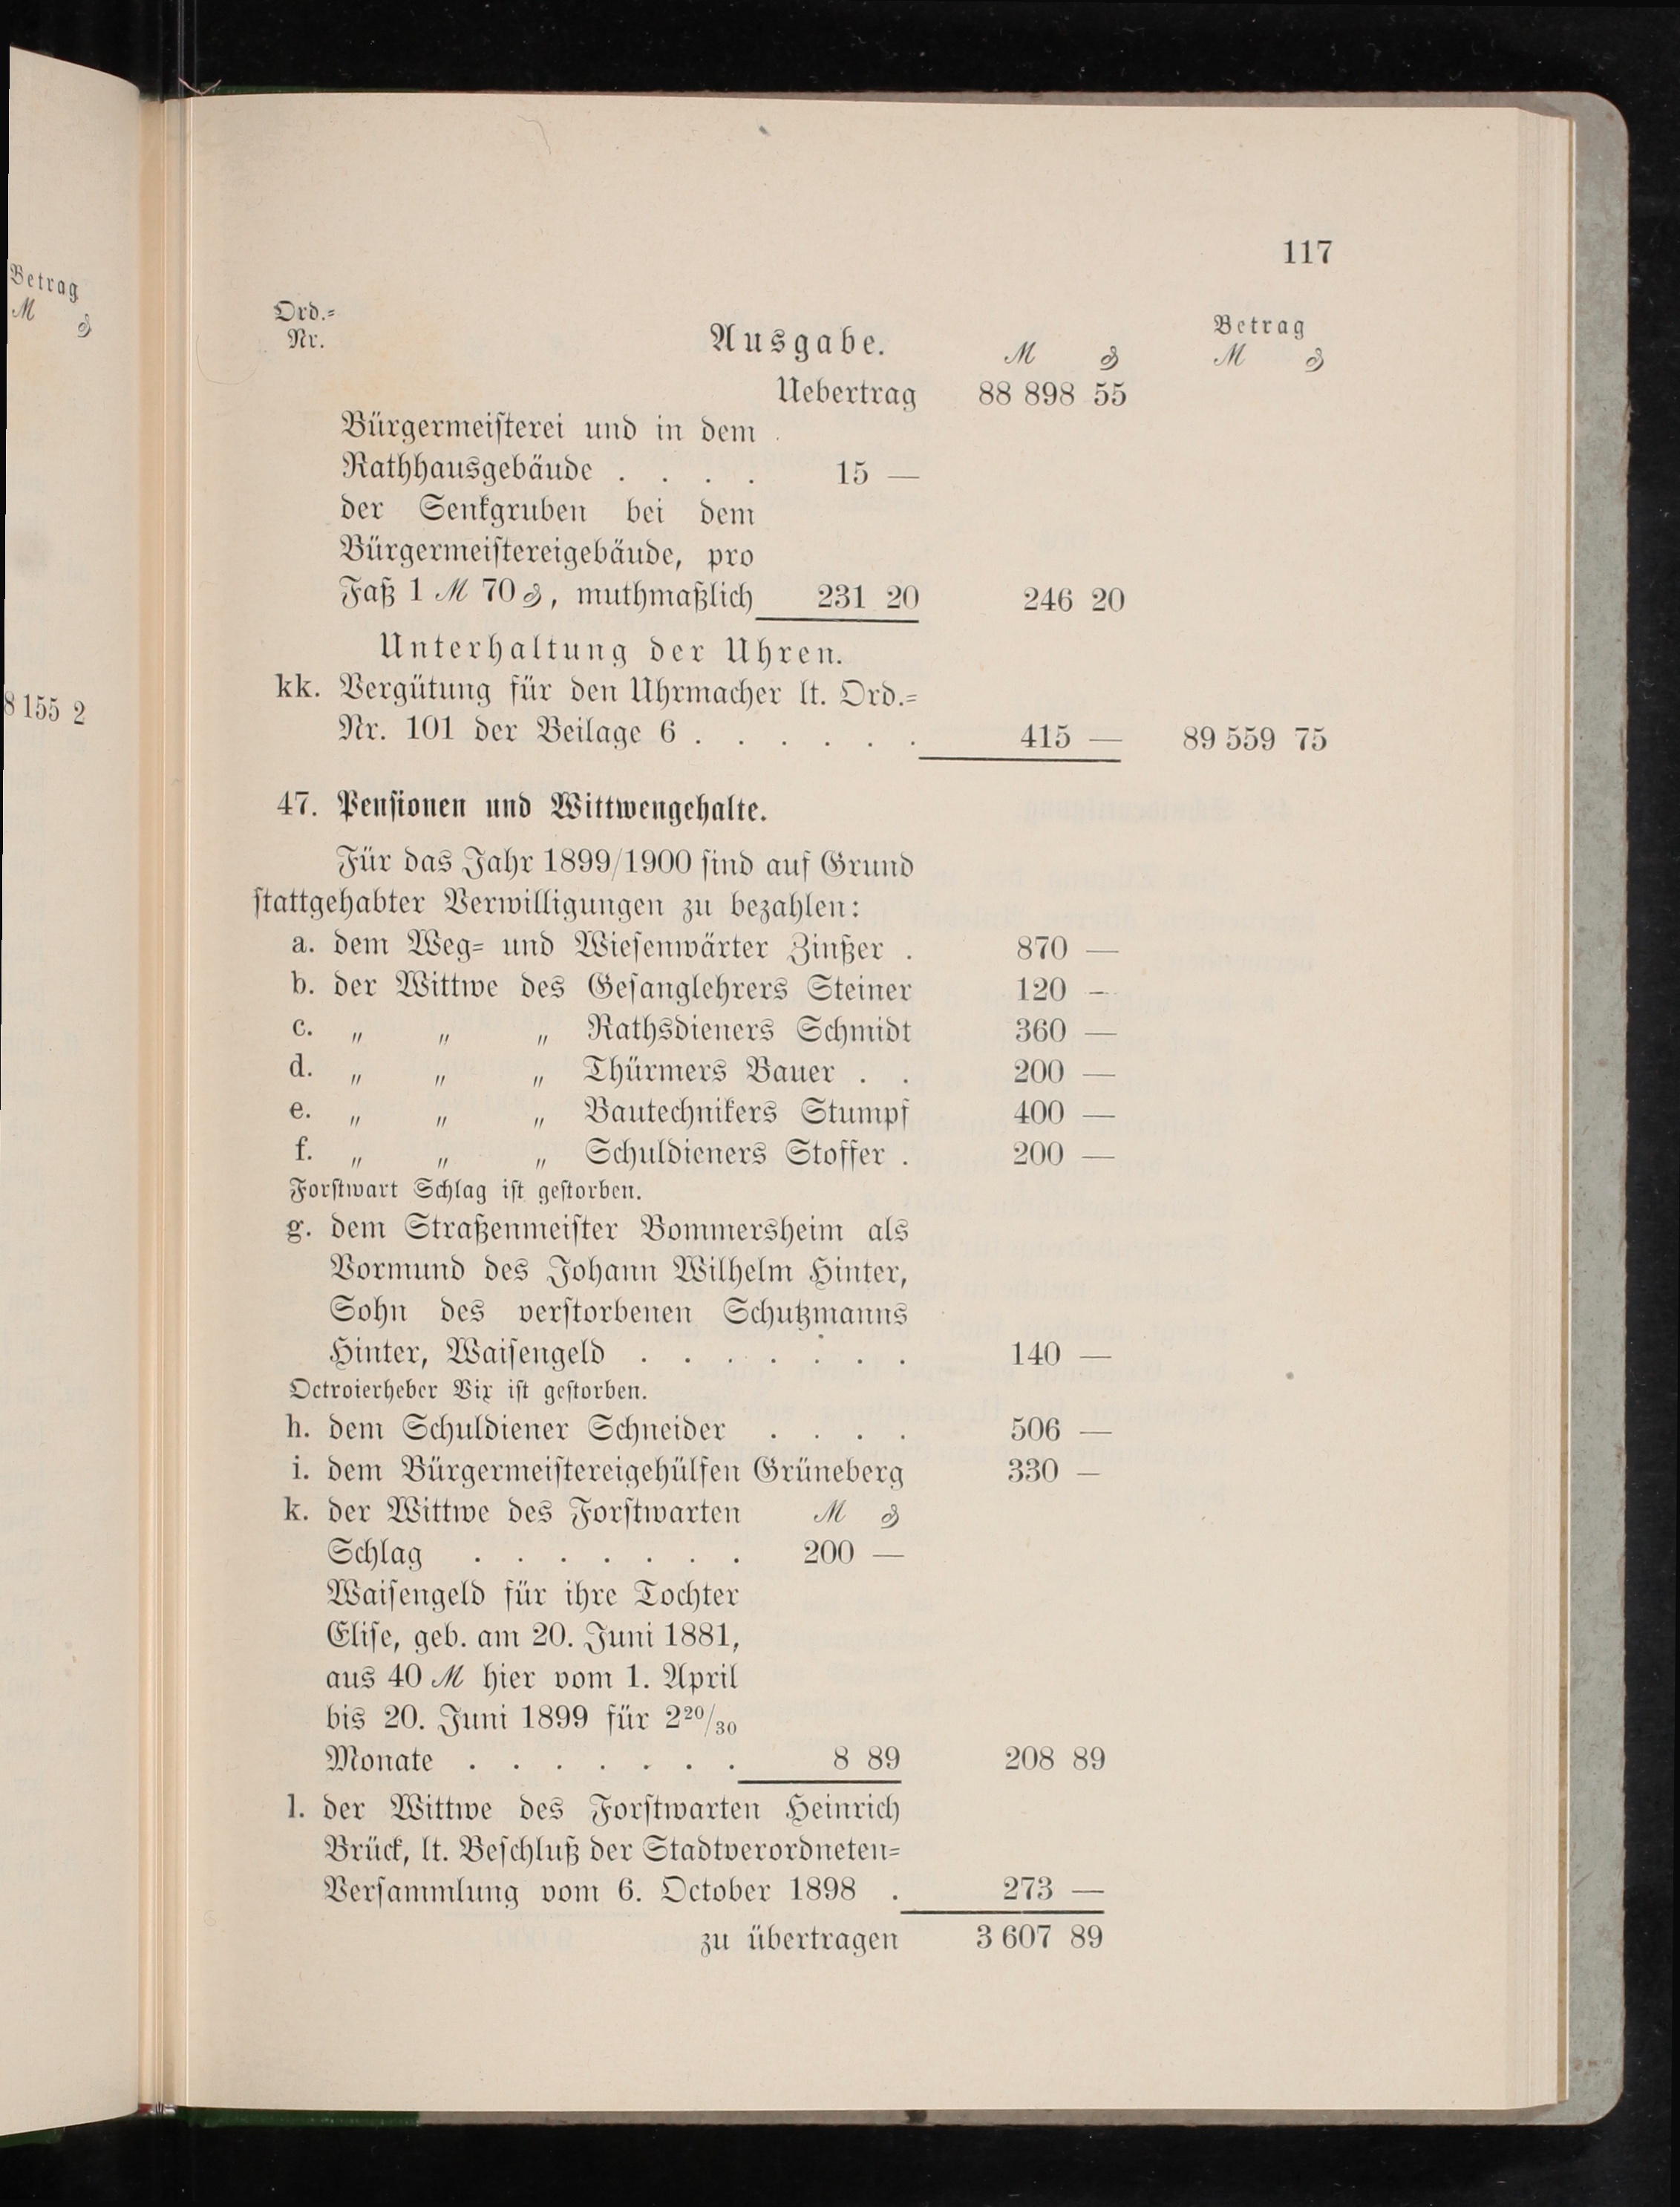 Betrag
M ₰
8 155 2
117
Ord.=
Nr.
Ausgabe.
Betrag
M ₰ M ₰
Uebertrag 88 898 55
Bürgermeisterei und in dem
Rathhausgebäude . . . . 15 —
der Senkgruben bei dem
Bürgermeistereigebäude, pro
Faß 1 M 70 ₰, muthmaßlich 231 20 246 20
Unterhaltung der Uhren.
kk. Vergütung für den Uhrmacher lt. Ord.=
Nr. 101 der Beilage 6 . . . . . . 415 — 89 559 75
47. Pensionen und Wittwengehalte.
Für das Jahr 1899/1900 sind auf Grund
stattgehabter Verwilligungen zu bezahlen:
a. dem Weg= und Wiesenwärter Zinßer . 870 —
b. der Wittwe des Gesanglehrers Steiner 120 —
c. „ „ „ Rathsdieners Schmidt 360 —
d. „ „ „ Thürmers Bauer . . 200 —
e. „ „ „ Bautechnikers Stumpf 400 —
f. „ „ „ Schuldieners Stoffer . 200 —
Forstwart Schlag ist gestorben.
g. dem Straßenmeister Bommersheim als
Vormund des Johann Wilhelm Hinter,
Sohn des verstorbenen Schutzmanns
Hinter, Waisengeld . . . . . . . 140 —
Octroierheber Vix ist gestorben.
h. dem Schuldiener Schneider . . . . 506 —
i. dem Bürgermeistereigehülfen Grüneberg 330 —
k. der Wittwe des Forstwarten M ₰
Schlag . . . . . . . 200 —
Waisengeld für ihre Tochter
Elise, geb. am 20. Juni 1881,
aus 40 M hier vom 1. April
bis 20. Juni 1899 für 2 20/30
Monate . . . . . . . 8 89 208 89
l. der Wittwe des Forstwarten Heinrich
Brück, lt. Beschluß der Stadtverordneten=
Versammlung vom 6. October 1898 . 273 —
zu übertragen 3 607 89